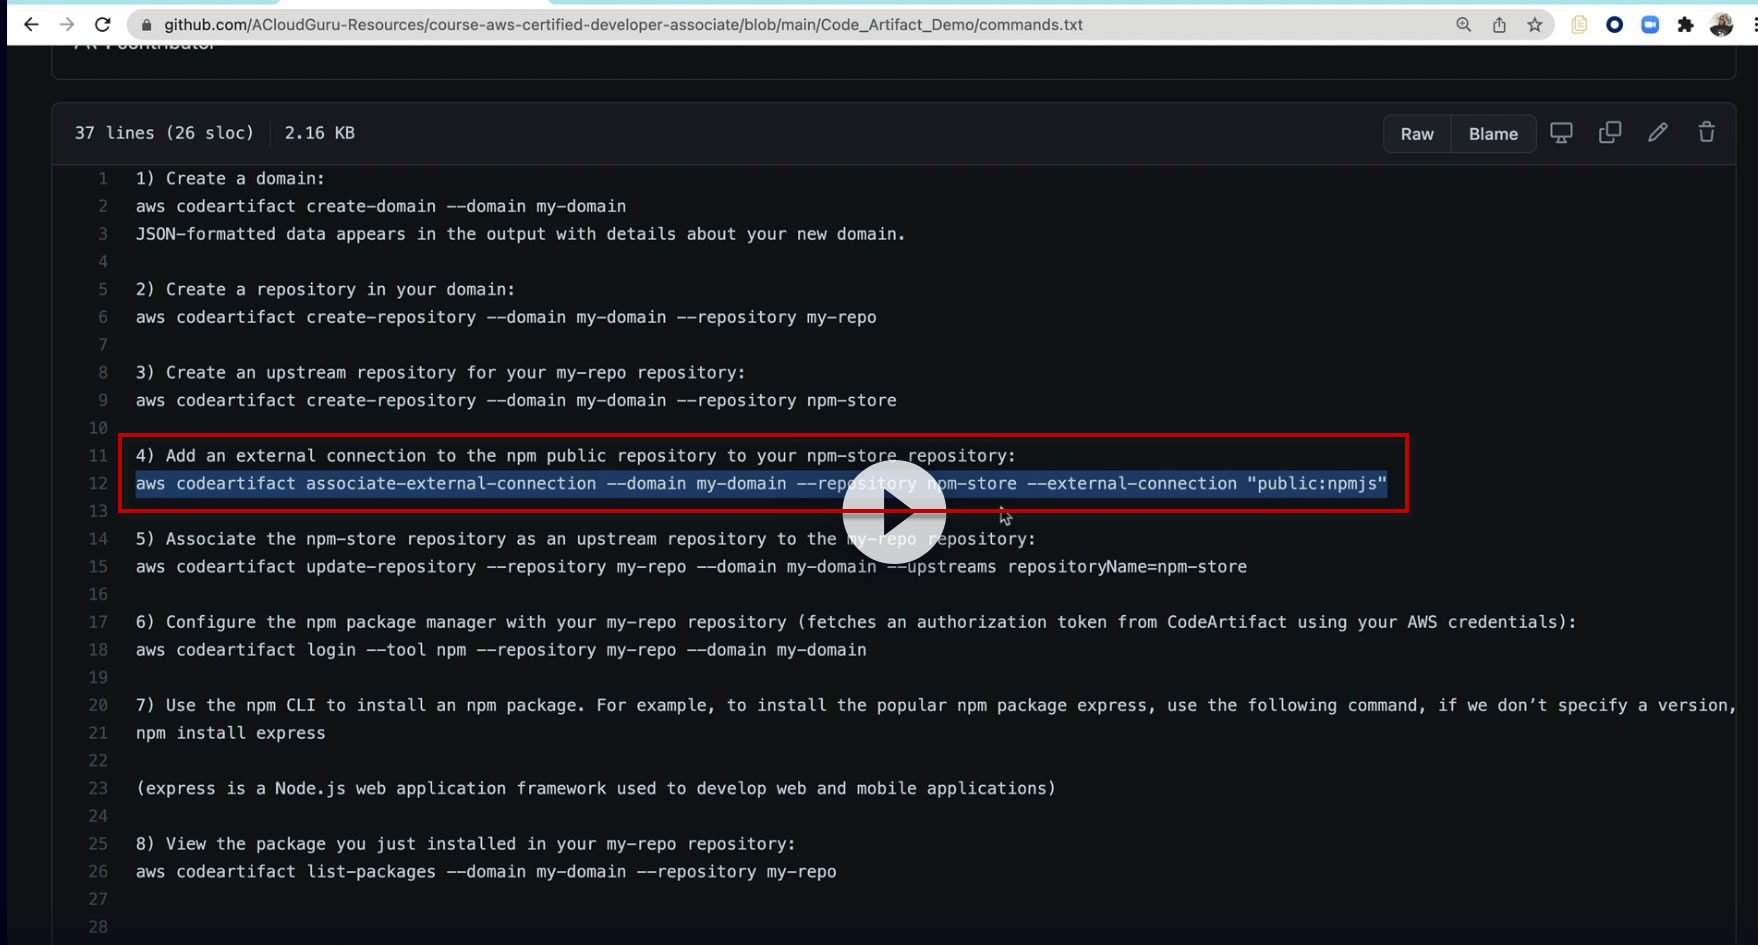 github.com/ACloudGuru-Resources/course-aws-certified-developer-associate/blob/main/Code_Artifact_Demo/commands.txt
contributor
37 lines (26 sloc) 2.16 KB Raw Blame
1 1) Create a domain:
2 aws codeartifact create-domain --domain my-domain
3 JSON-formatted data appears in the output with details about your new domain.
4
5 2) Create a repository in your domain:
6 aws codeartifact create-repository --domain my-domain --repository my-repo
7
8 3) Create an upstream repository for your my-repo repository:
9 aws codeartifact create-repository --domain my-domain --repository npm-store
10
11 4) Add an external connection to the npm public repository to your npm-store repository:
12 aws codeartifact associate-external-connection --domain my-domain --repository npm-store --external-connection "public:npmjs"
13
14 5) Associate the npm-store repository as an upstream repository to the my-repo repository:
15 aws codeartifact update-repository --repository my-repo --domain my-domain --upstreams repositoryName=npm-store
16
17 6) Configure the npm package manager with your my-repo repository (fetches an authorization token from CodeArtifact using your AWS credentials):
18 aws codeartifact login --tool npm --repository my-repo --domain my-domain
19
20 7) Use the npm CLI to install an npm package. For example, to install the popular npm package express, use the following command, if we don’t specify a version,
21 npm install express
22
23 (express is a Node.js web application framework used to develop web and mobile applications)
24
25 8) View the package you just installed in your my-repo repository:
26 aws codeartifact list-packages --domain my-domain --repository my-repo
27
28